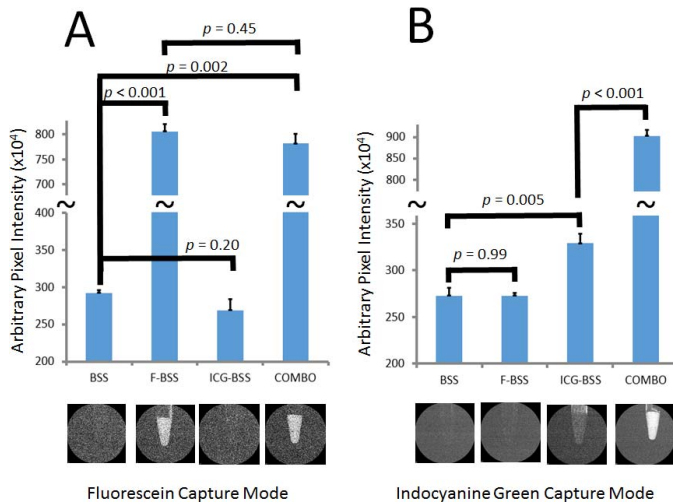 A
p = 0.45
p = 0.002
p < 0.001
p = 0.20
Arbitrary Pixel Intensity (x10⁴)
800
750
700
~ ~ ~
400
350
300
250
200
BSS F-BSS ICG-BSS COMBO
Fluorescein Capture Mode
B
p < 0.001
p = 0.005
p = 0.99
Arbitrary Pixel Intensity (x10⁴)
900
850
800
~ ~
350
300
250
200
BSS F-BSS ICG-BSS COMBO
Indocyanine Green Capture Mode